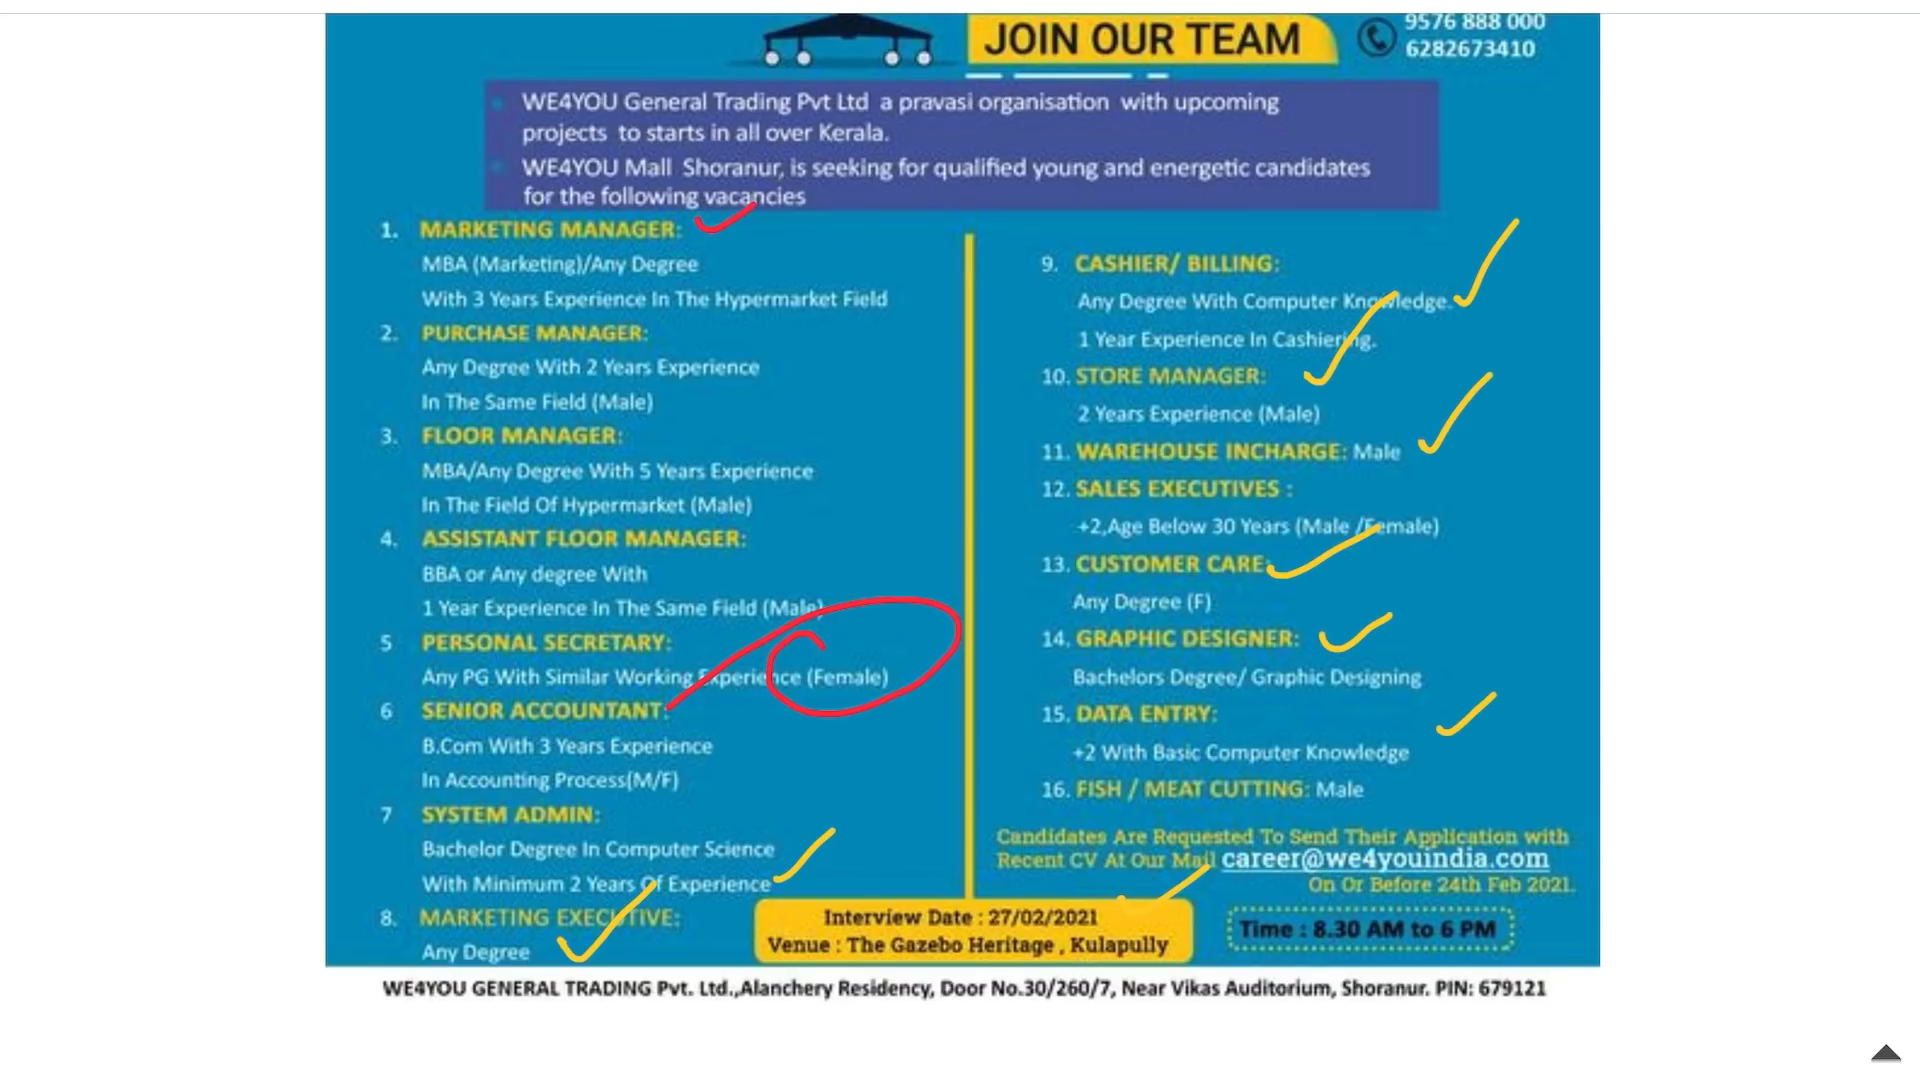 JOIN OUR TEAM
9576 888 000
6282673410
WE4YOU General Trading Pvt Ltd a pravasi organisation with upcoming
projects to starts in all over Kerala.
WE4YOU Mall Shoranur, is seeking for qualified young and energetic candidates
for the following vacancies
1. MARKETING MANAGER:
MBA (Marketing)/Any Degree
With 3 Years Experience In The Hypermarket Field
2. PURCHASE MANAGER:
Any Degree With 2 Years Experience
In The Same Field (Male)
3. FLOOR MANAGER:
MBA/Any Degree With 5 Years Experience
In The Field Of Hypermarket (Male)
4. ASSISTANT FLOOR MANAGER:
BBA or Any degree With
1 Year Experience In The Same Field (Male)
5 PERSONAL SECRETARY:
Any PG With Similar Working Experience (Female)
6 SENIOR ACCOUNTANT:
B.Com With 3 Years Experience
In Accounting Process(M/F)
7 SYSTEM ADMIN:
Bachelor Degree In Computer Science
With Minimum 2 Years Of Experience
8. MARKETING EXECUTIVE:
Any Degree
9. CASHIER/ BILLING:
Any Degree With Computer Knowledge.
1 Year Experience In Cashiering.
10. STORE MANAGER:
2 Years Experience (Male)
11. WAREHOUSE INCHARGE: Male
12. SALES EXECUTIVES :
+2,Age Below 30 Years (Male /Female)
13. CUSTOMER CARE:
Any Degree (F)
14. GRAPHIC DESIGNER:
Bachelors Degree/ Graphic Designing
15. DATA ENTRY:
+2 With Basic Computer Knowledge
16. FISH / MEAT CUTTING: Male
Candidates Are Requested To Send Their Application with
Recent CV At Our Mail career@we4youindia.com
On Or Before 24th Feb 2021.
Interview Date : 27/02/2021
Venue : The Gazebo Heritage , Kulapully
Time : 8.30 AM to 6 PM
WE4YOU GENERAL TRADING Pvt. Ltd.,Alanchery Residency, Door No.30/260/7, Near Vikas Auditorium, Shoranur. PIN: 679121